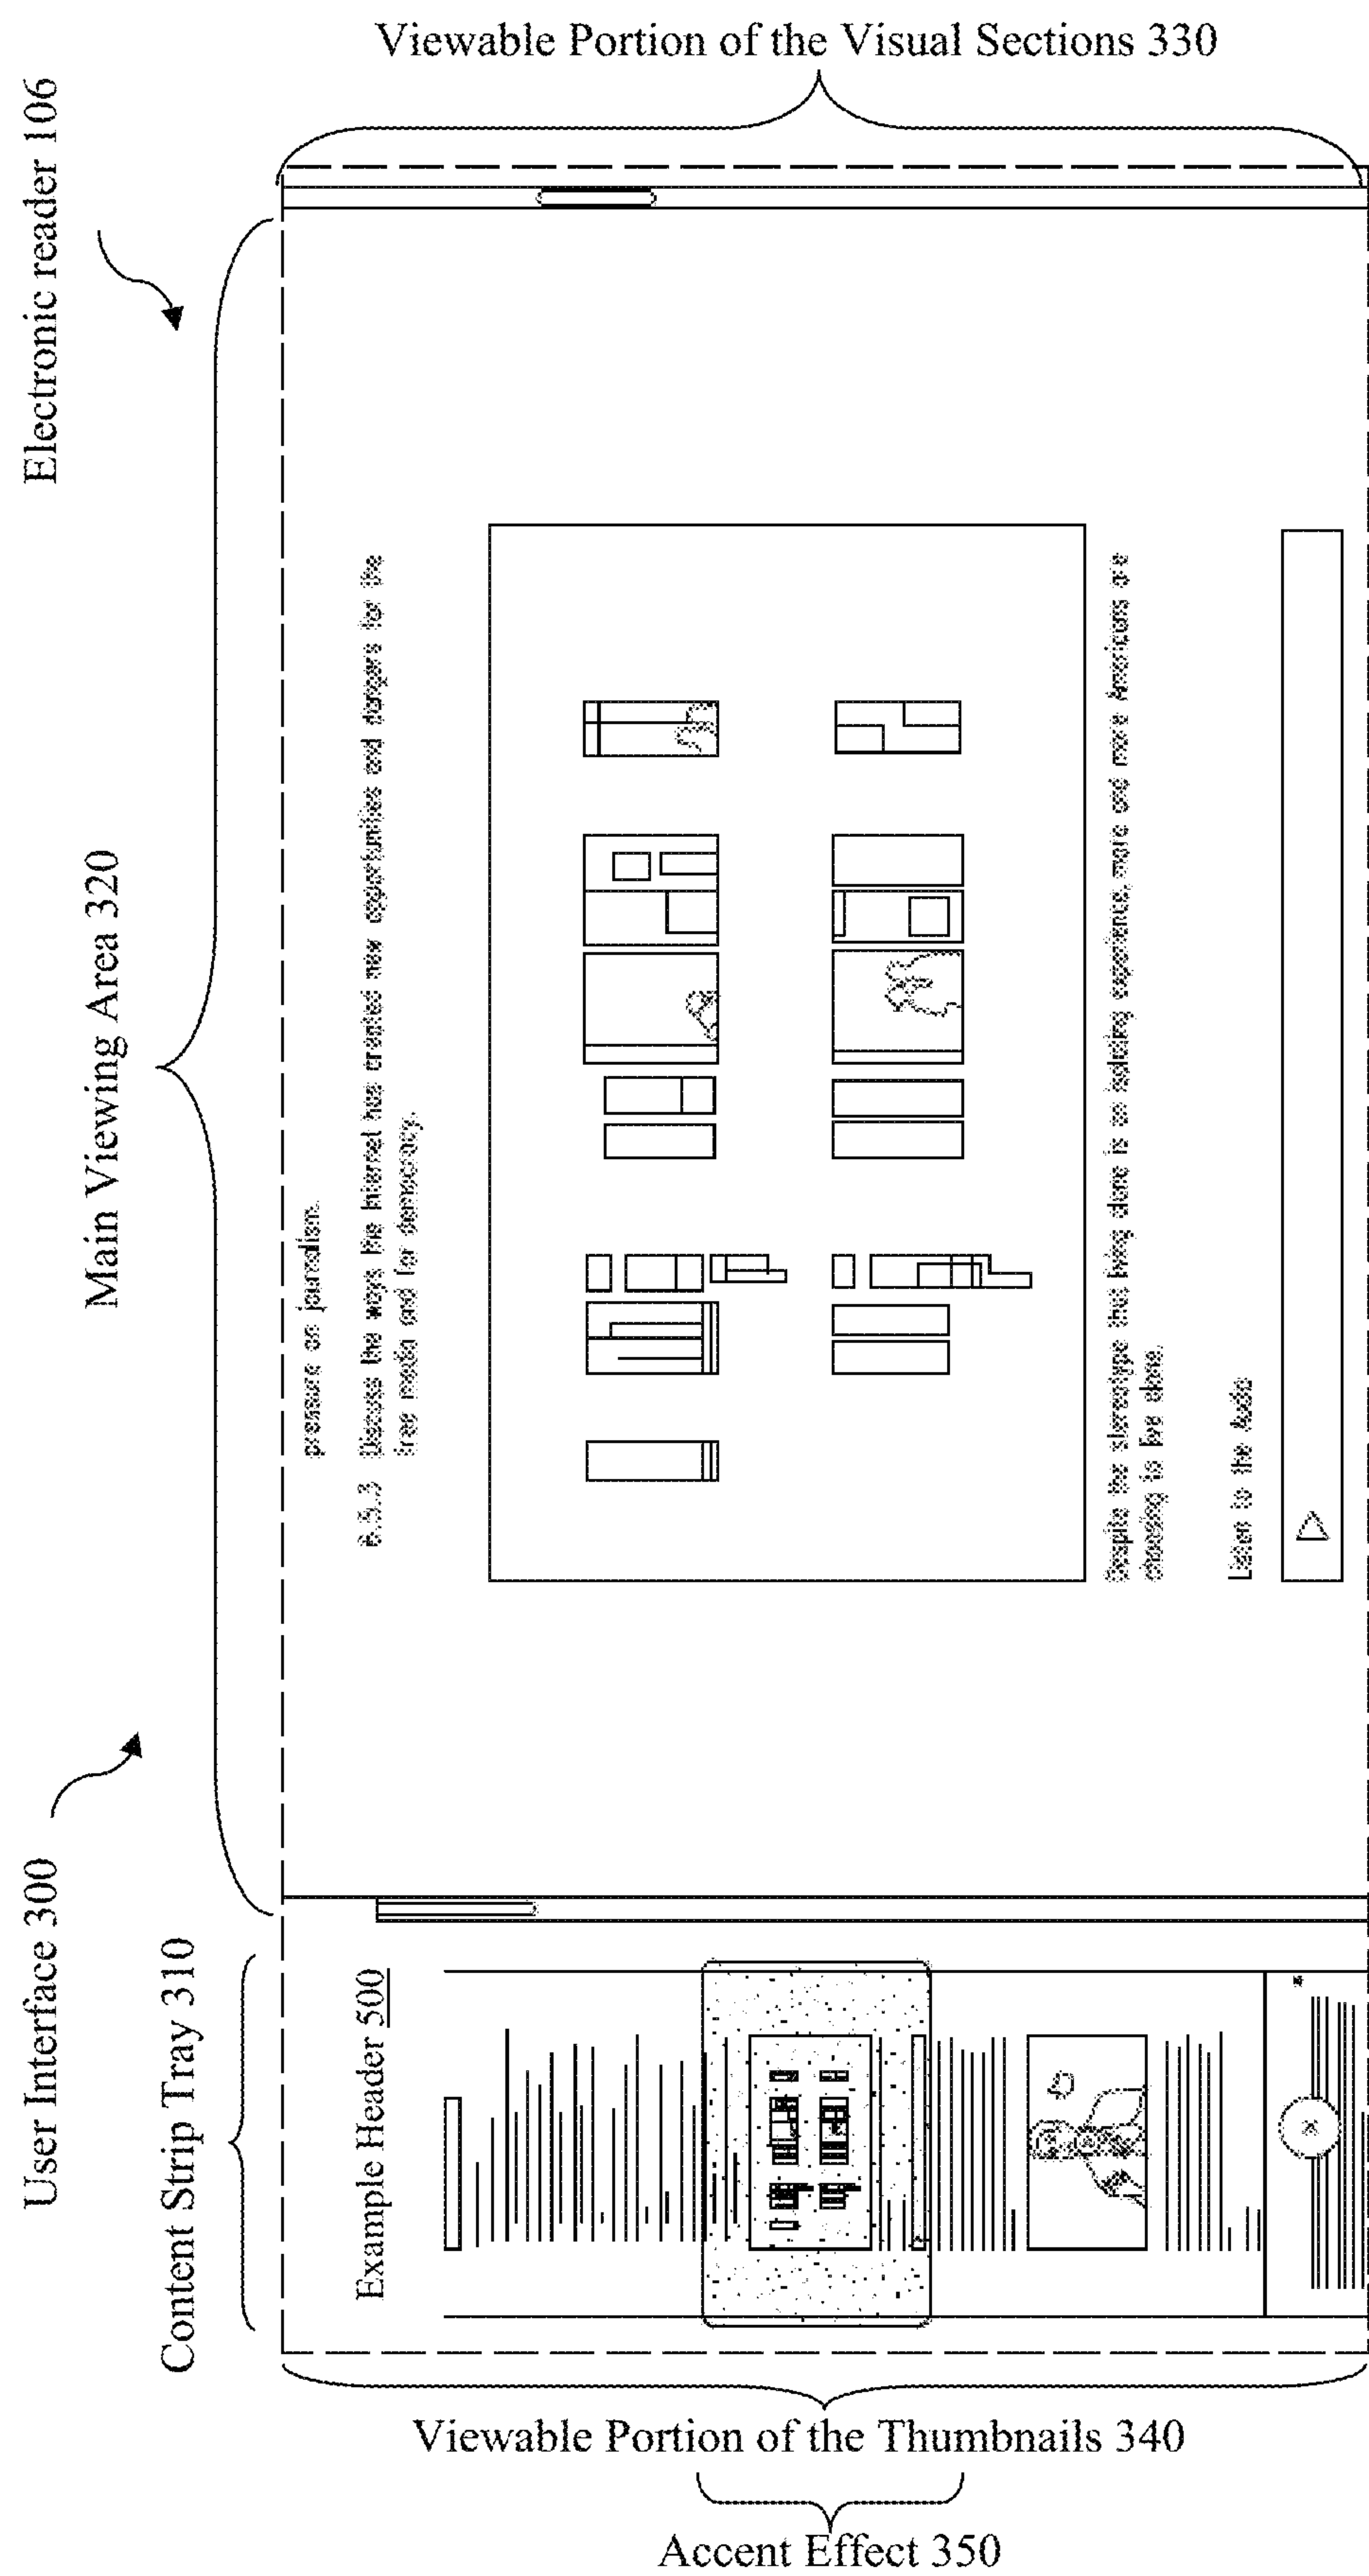 Electronic reader 106
User Interface 300
Main Viewing Area 320
Content Strip Tray 310
Viewable Portion of the Visual Sections 330
Example Header 500
pressure on journalism.
6.5.3 Discuss the ways the Internet has created new opportunities and dangers for the
free media and for democracy.
Despite the stereotype that being alone is an isolating experience, more and more Americans are
choosing to live alone.
Listen to the Audio
Viewable Portion of the Thumbnails 340
Accent Effect 350